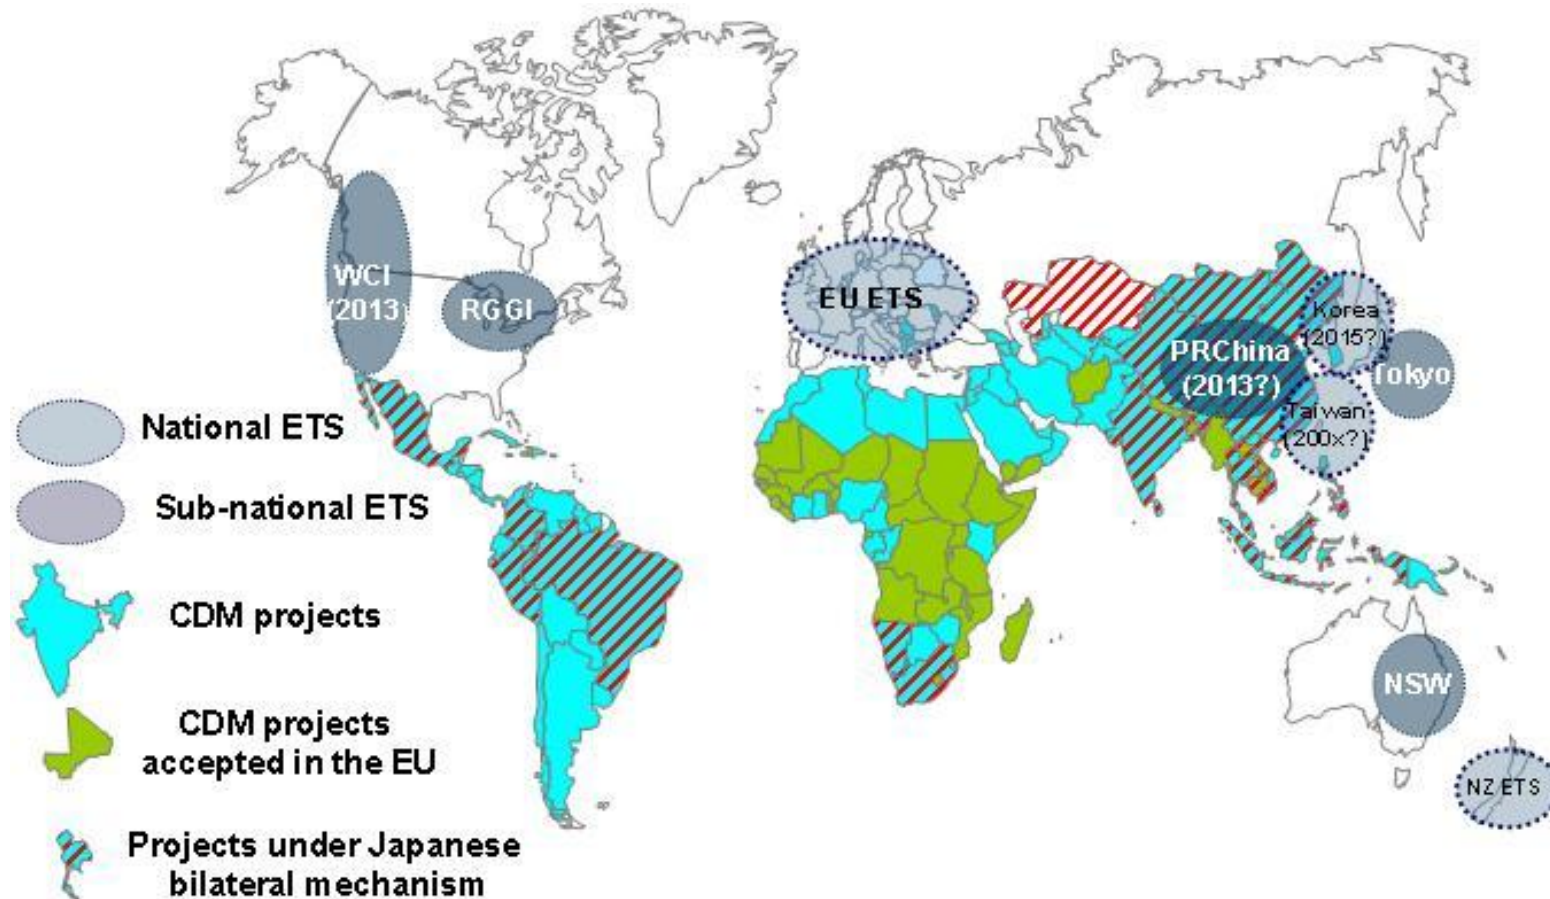 WCI
(2013)
RGGI
EU ETS
Korea
(2015?)
PRChina
(2013?)
Tokyo
Taiwan
(200x?)
National ETS
Sub-national ETS
CDM projects
NSW
CDM projects
accepted in the EU
NZ ETS
Projects under Japanese
bilateral mechanism